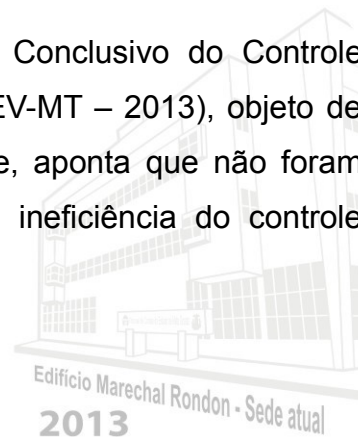 Conclusivo do Controle
EV-MT – 2013), objeto de
e, aponta que não foram
ineficiência do controle
Edifício Marechal Rondon - Sede atual
2013